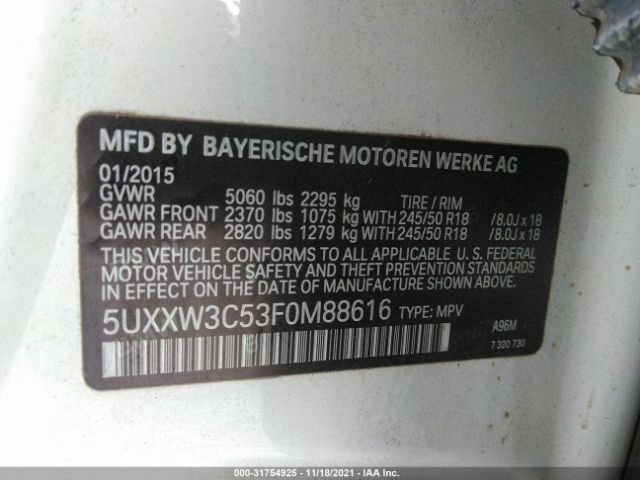 MFD BY BAYERISCHE MOTOREN WERKE AG
01/2015
GVWR 5060 lbs 2295 kg TIRE / RIM
GAWR FRONT 2370 lbs 1075 kg WITH 245/50 R18 / 8.0J x 18
GAWR REAR 2820 lbs 1279 kg WITH 245/50 R18 / 8.0J x 18
THIS VEHICLE CONFORMS TO ALL APPLICABLE U. S. FEDERAL
MOTOR VEHICLE SAFETY AND THEFT PREVENTION STANDARDS
IN EFFECT ON THE DATE OF MANUFACTURE SHOWN ABOVE.
5UXXW3C53F0M88616 TYPE: MPV
A96M
7 320 730
000-31754925 - 11/18/2021 - IAA Inc.